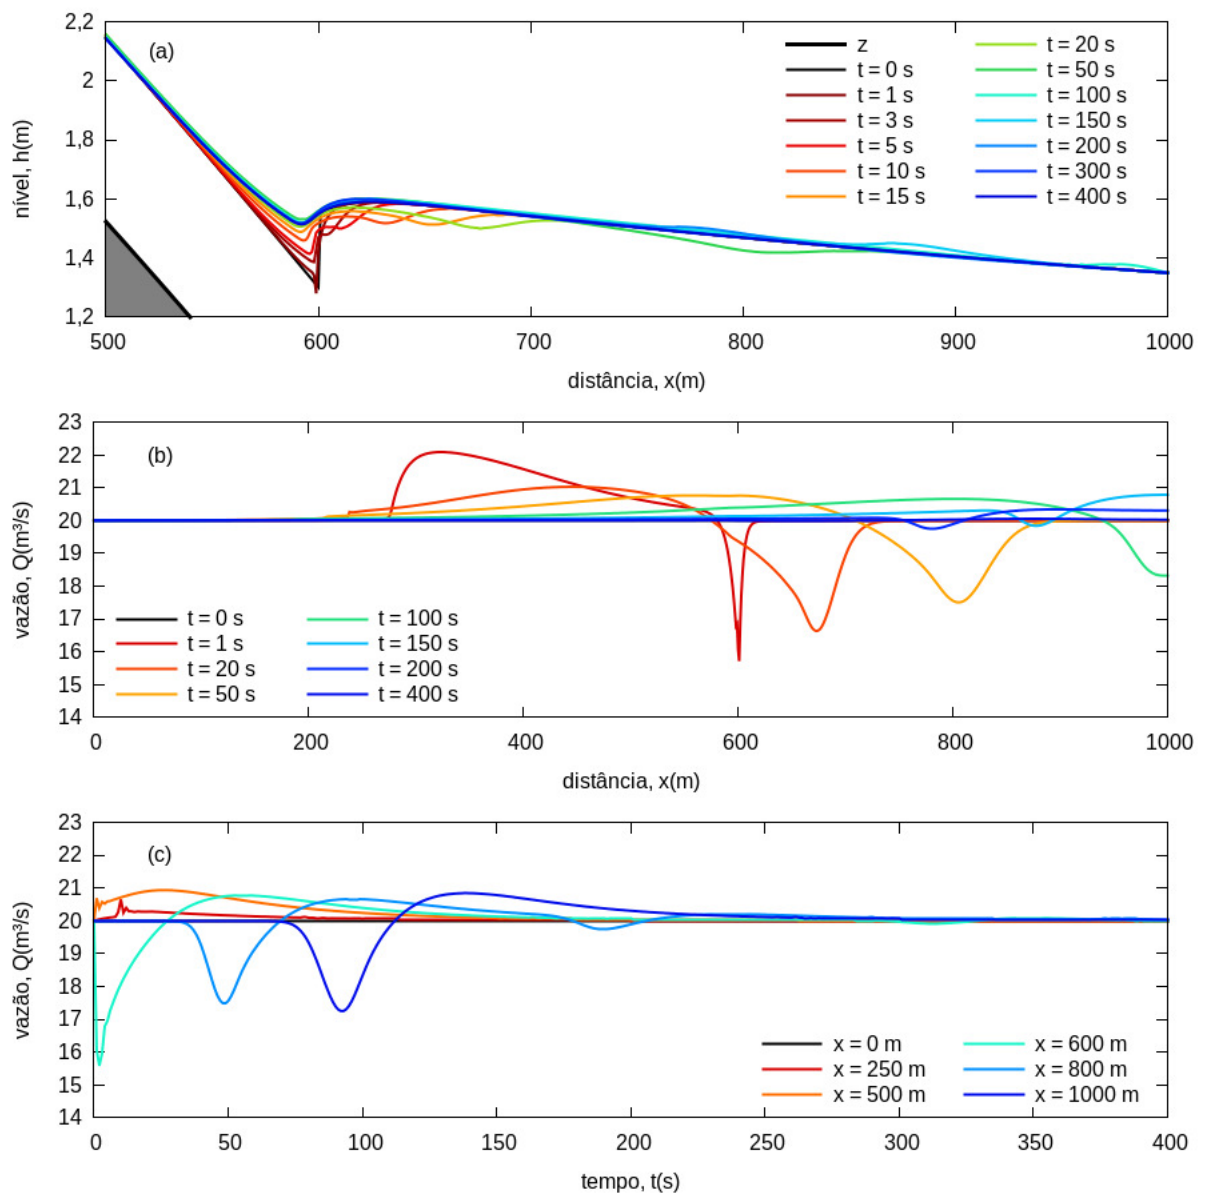 2,2
2
1,8
1,6
1,4
1,2
nível, h(m)
(a)
z
t = 0 s
t = 1 s
t = 3 s
t = 5 s
t = 10 s
t = 15 s
t = 20 s
t = 50 s
t = 100 s
t = 150 s
t = 200 s
t = 300 s
t = 400 s
500 600 700 800 900 1000
distância, x(m)
23
22
21
20
19
18
17
16
15
14
vazão, Q(m³/s)
(b)
t = 0 s
t = 1 s
t = 20 s
t = 50 s
t = 100 s
t = 150 s
t = 200 s
t = 400 s
0 200 400 600 800 1000
distância, x(m)
23
22
21
20
19
18
17
16
15
14
vazão, Q(m³/s)
(c)
x = 0 m
x = 250 m
x = 500 m
x = 600 m
x = 800 m
x = 1000 m
0 50 100 150 200 250 300 350 400
tempo, t(s)